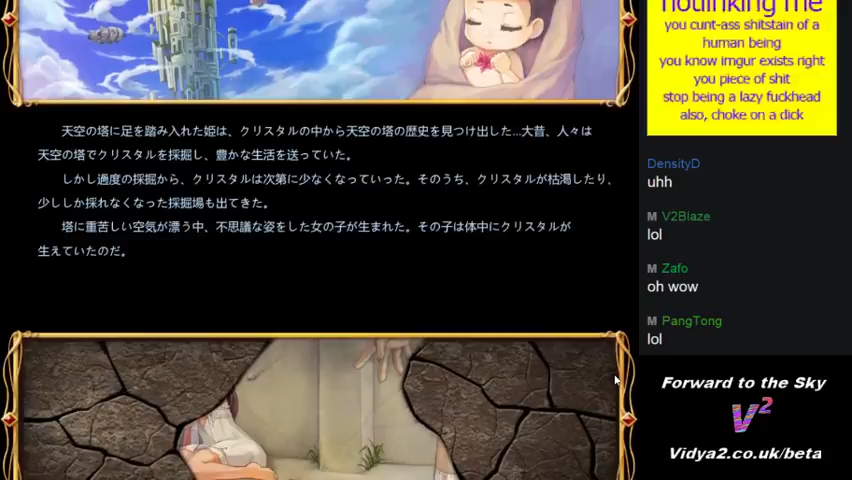 天空の塔に足を踏み入れた姫は、クリスタルの中から天空の塔の歴史を見つけ出した...大昔、人々は
天空の塔でクリスタルを採掘し、豊かな生活を送っていた。
しかし過度の採掘から、クリスタルは次第に少なくなっていった。そのうち、クリスタルが枯渇したり、
少ししか採れなくなった採掘場も出てきた。
塔に重苦しい空気が漂う中、不思議な姿をした女の子が生まれた。その子は体中にクリスタルが
生えていたのだ。
hotlinking me
you cunt-ass shitstain of a
human being
you know imgur exists right
you piece of shit
stop being a lazy fuckhead
also, choke on a dick
DensityD
uhh
M V2Blaze
lol
M Zafo
oh wow
M PangTong
lol
Forward to the Sky
V²
Vidya2.co.uk/beta